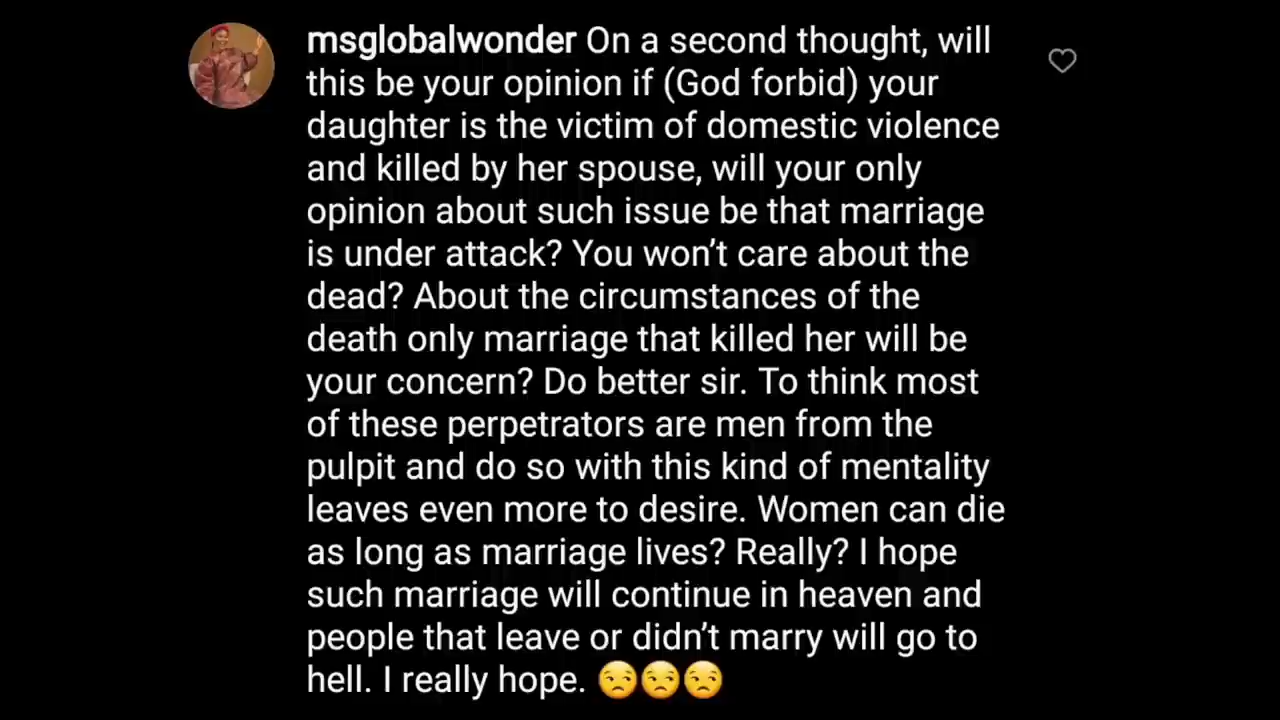 msglobalwonder On a second thought, will
this be your opinion if (God forbid) your
daughter is the victim of domestic violence
and killed by her spouse, will your only
opinion about such issue be that marriage
is under attack? You won’t care about the
dead? About the circumstances of the
death only marriage that killed her will be
your concern? Do better sir. To think most
of these perpetrators are men from the
pulpit and do so with this kind of mentality
leaves even more to desire. Women can die
as long as marriage lives? Really? I hope
such marriage will continue in heaven and
people that leave or didn’t marry will go to
hell. I really hope. 😒😒😒